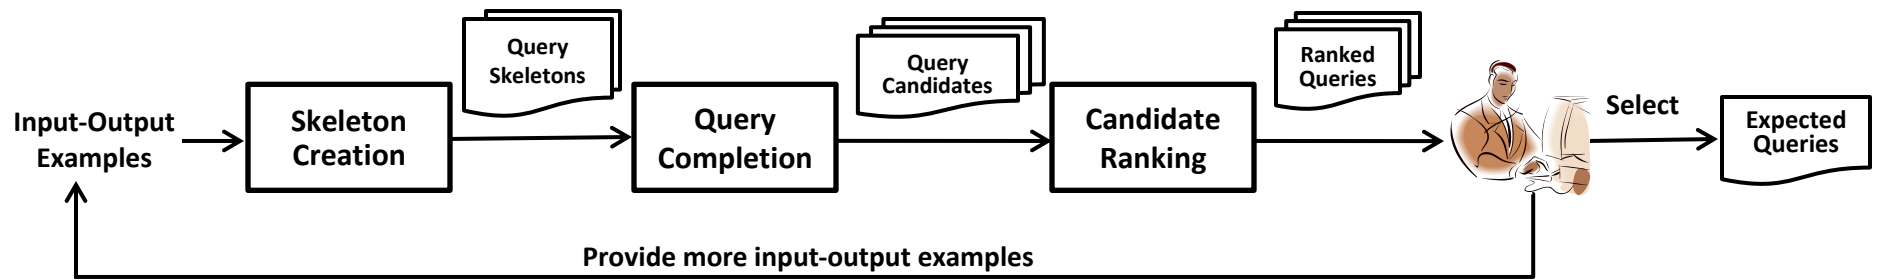 Input-Output
Examples
Skeleton
Creation
Query
Skeletons
Query
Completion
Query
Candidates
Candidate
Ranking
Ranked
Queries
Select
Expected
Queries
Provide more input-output examples